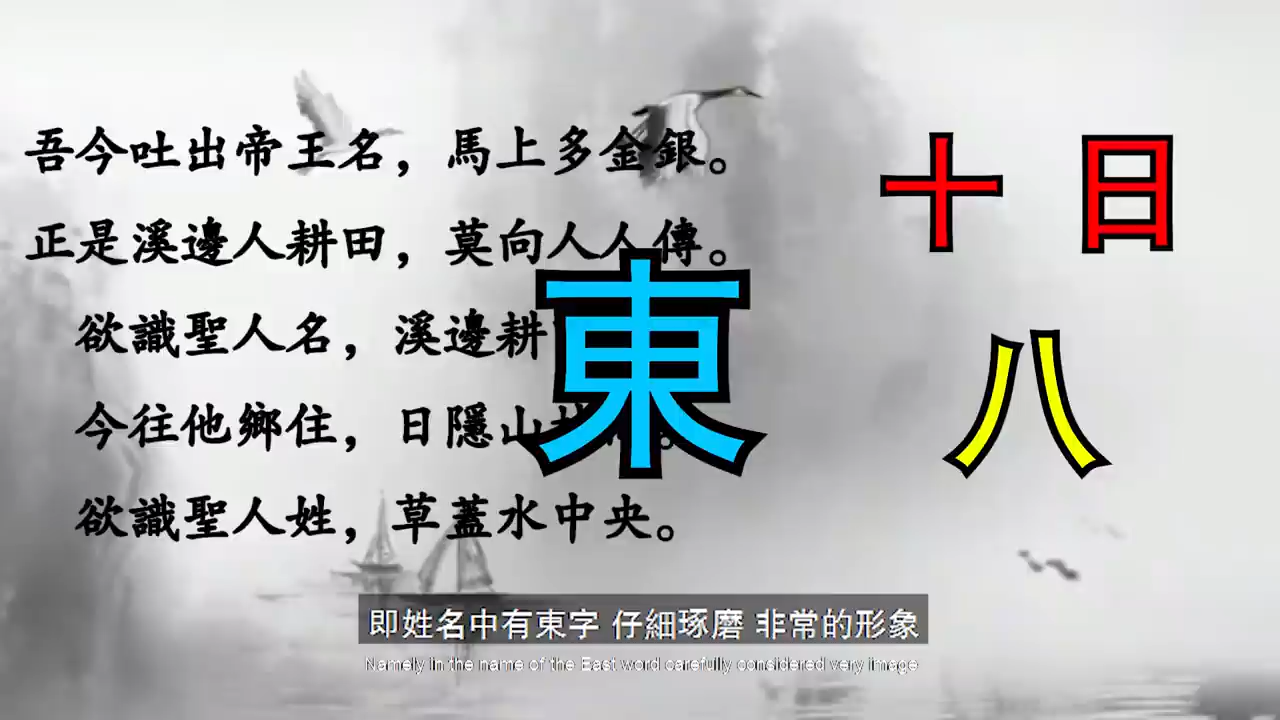 吾今吐出帝王名，馬上多金銀。
正是溪邊人耕田，莫向人人傳。
欲識聖人名，溪邊耕
今往他鄉住，日隱山
欲識聖人姓，草蓋水中央。
東
十 日
八
即姓名中有東字 仔細琢磨 非常的形象
Namely in the name of the East word carefully considered very image